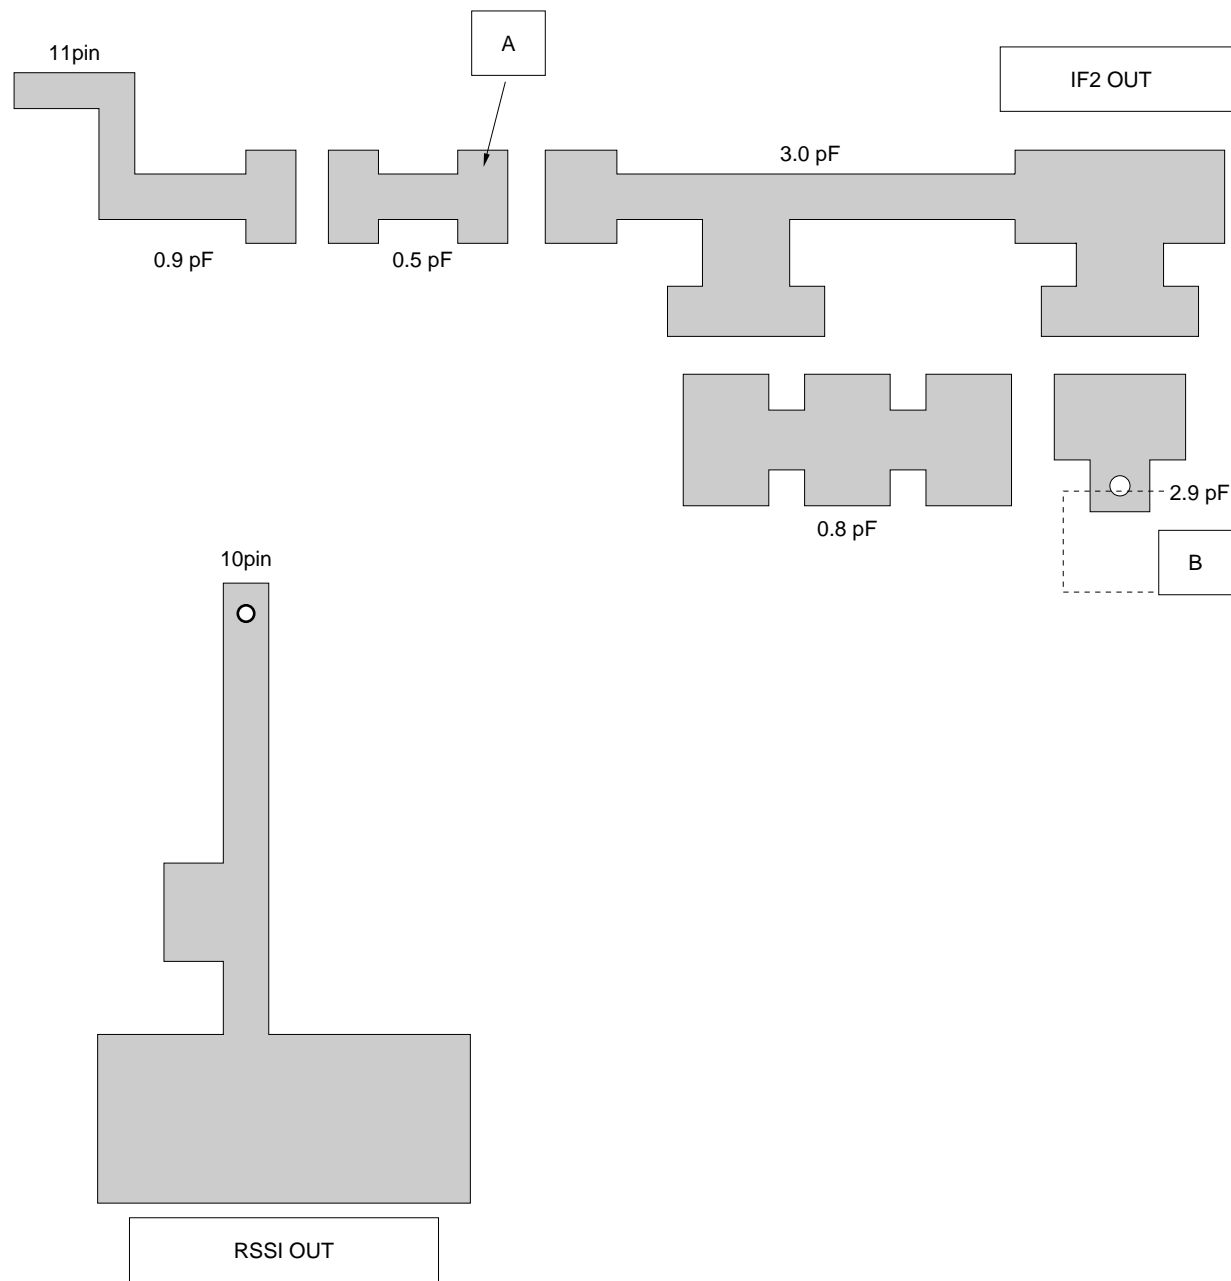 A
11pin
IF2 OUT
3.0 pF
0.9 pF
0.5 pF
2.9 pF
0.8 pF
10pin
B
RSSI OUT